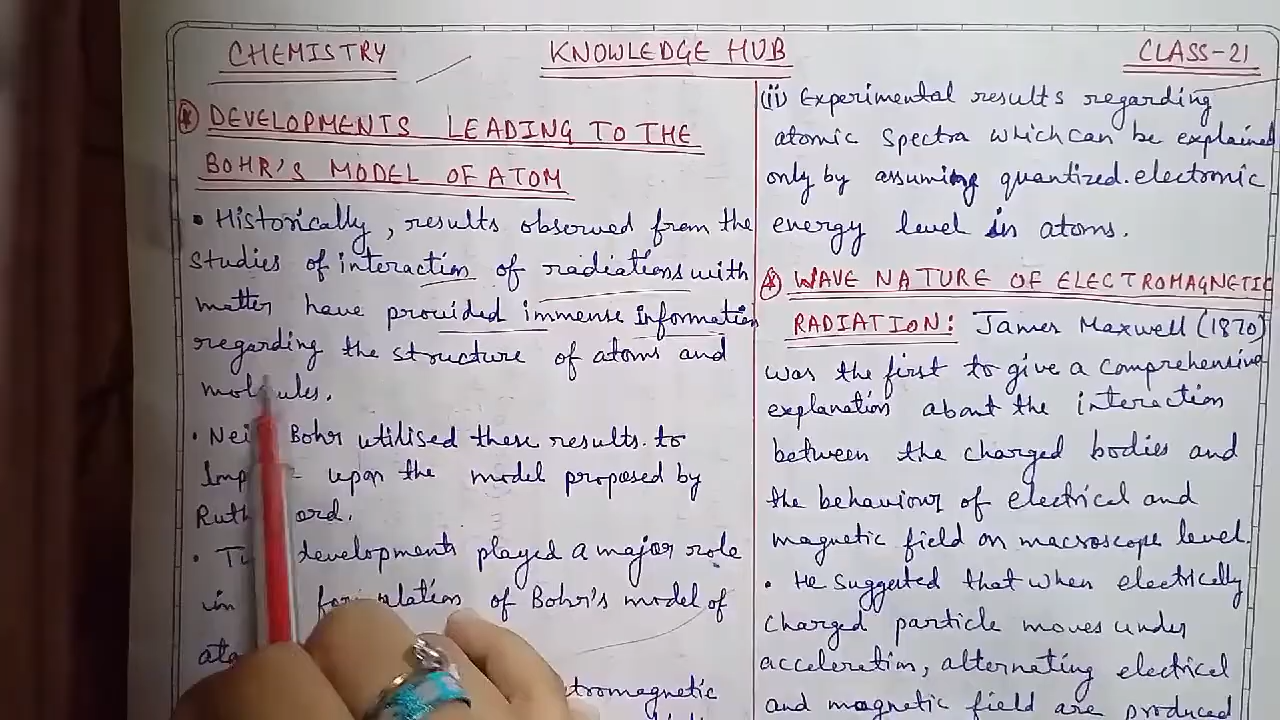 CHEMISTRY
KNOWLEDGE HUB
CLASS-21
DEVELOPMENTS LEADING TO THE
BOHR'S MODEL OF ATOM
• Historically, results observed from the
studies of interaction of radiations with
matter have provided immense information
regarding the structure of atoms and
molecules.
• Bohr utilised these results to
upon the model proposed by
• developments played a major role
in of Bohr's model of
tromagnetic
(ii) Experimental results regarding
atomic spectra which can be explained
only by assuming quantized electronic
energy level in atoms.
WAVE NATURE OF ELECTROMAGNETIC
RADIATION: James Maxwell (1870)
was the first to give a comprehensive
explanation about the interaction
between the charged bodies and
the behaviour of electrical and
magnetic field on macroscope level.
• He suggested that when electrically
charged particle moves under
acceleration, alternating electrical
and magnetic field are produced